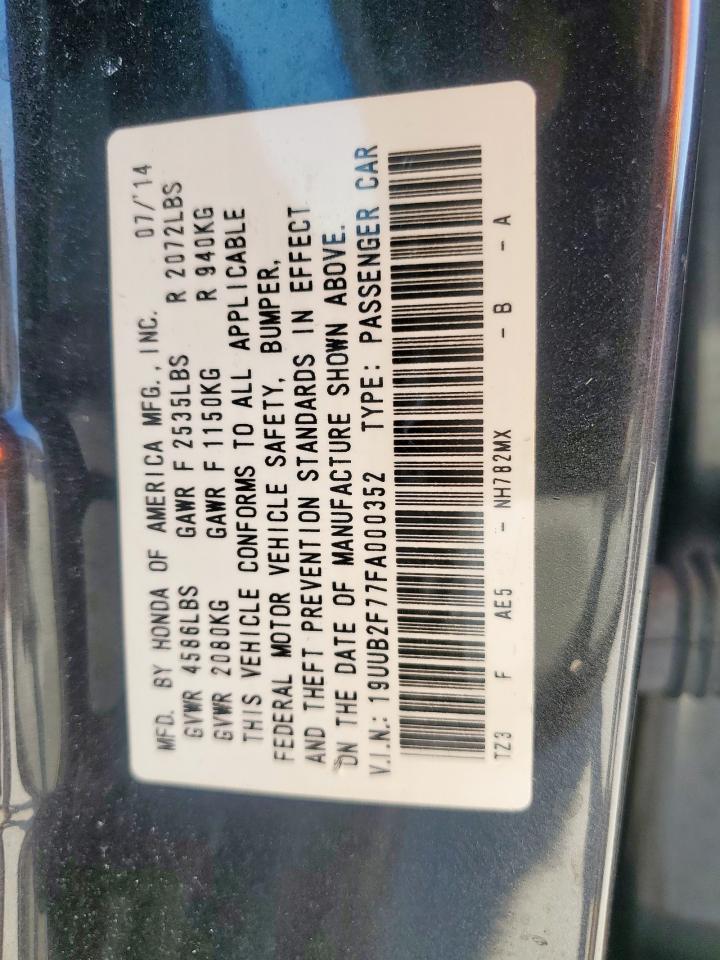 MFD. BY HONDA OF AMERICA MFG., INC. 07/'14
GVWR 4586LBS GAWR F 2535LBS R 2072LBS
GVWR 2080KG GAWR F 1150KG R 940KG
THIS VEHICLE CONFORMS TO ALL APPLICABLE
FEDERAL MOTOR VEHICLE SAFETY, BUMPER,
AND THEFT PREVENTION STANDARDS IN EFFECT
ON THE DATE OF MANUFACTURE SHOWN ABOVE.
V.I.N.: 19UUB2F77FA000352 TYPE: PASSENGER CAR
TZ3 F AE5 - NH782MX - B - A